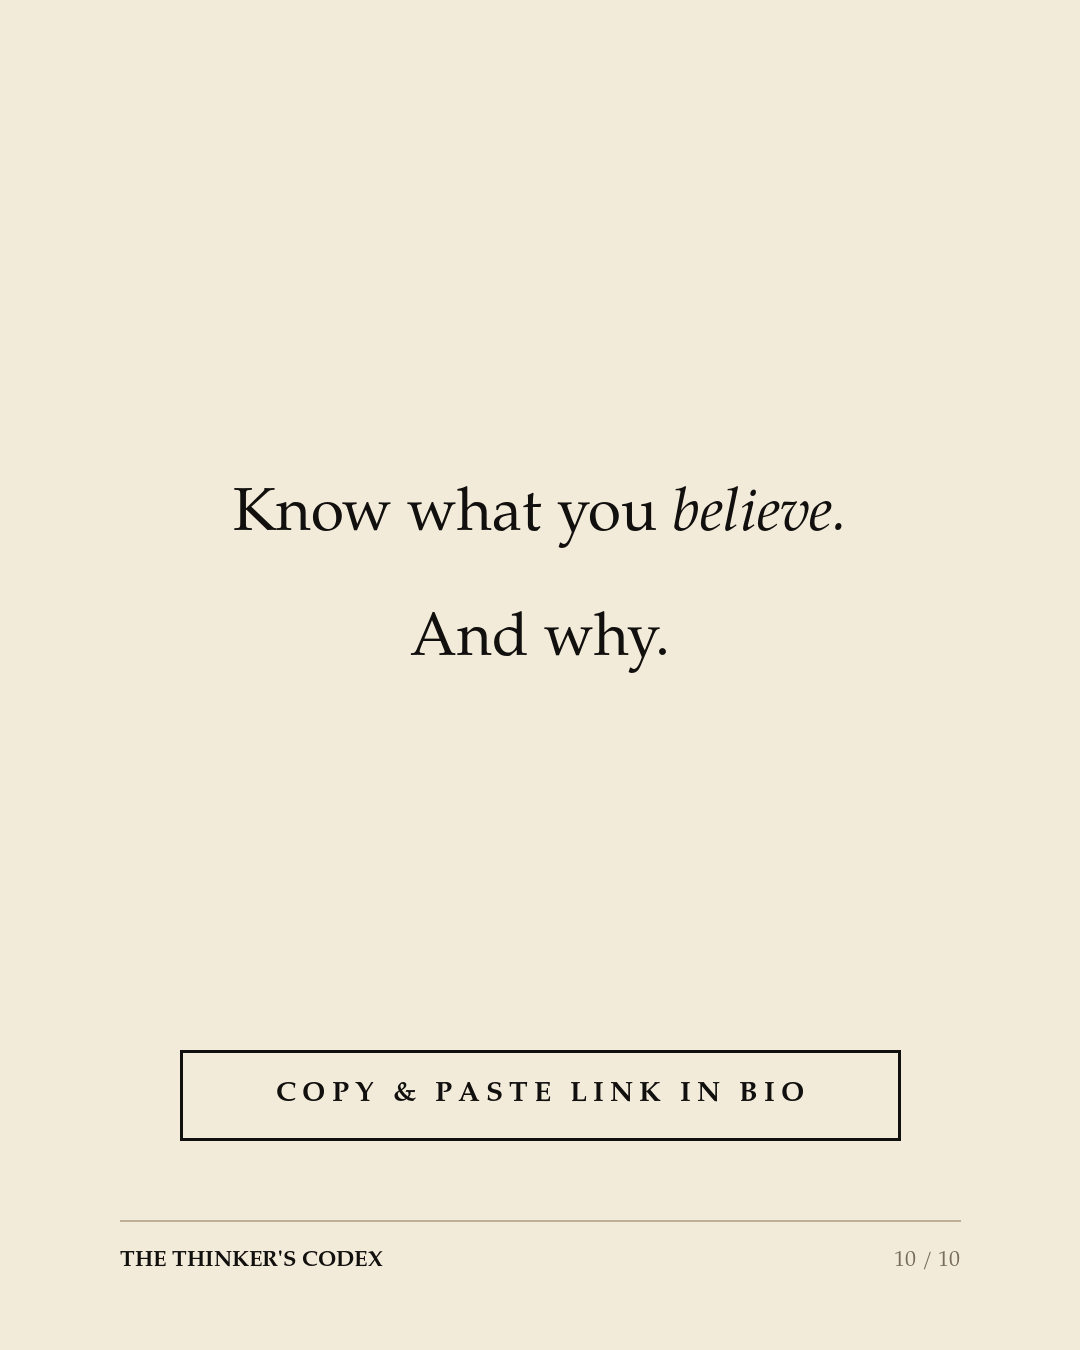 Know what you believe.
And why.
COPY & PASTE LINK IN BIO
THE THINKER'S CODEX
10 / 10